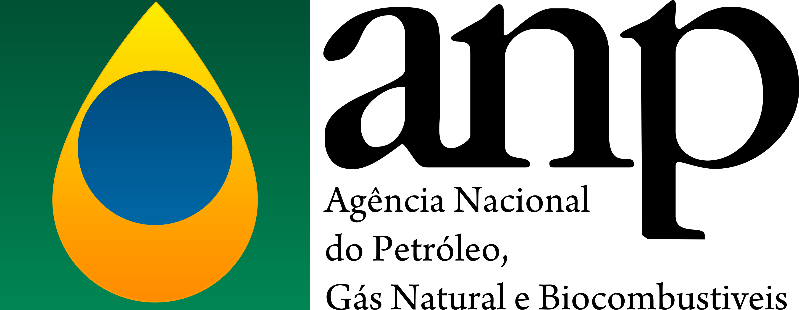 anp
Agência Nacional
do Petróleo,
Gás Natural e Biocombustiveis